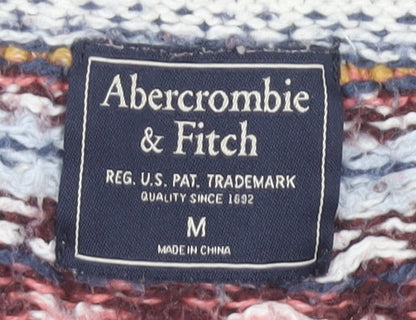 Abercrombie
& Fitch
REG. U.S. PAT. TRADEMARK
QUALITY SINCE 1892
M
MADE IN CHINA